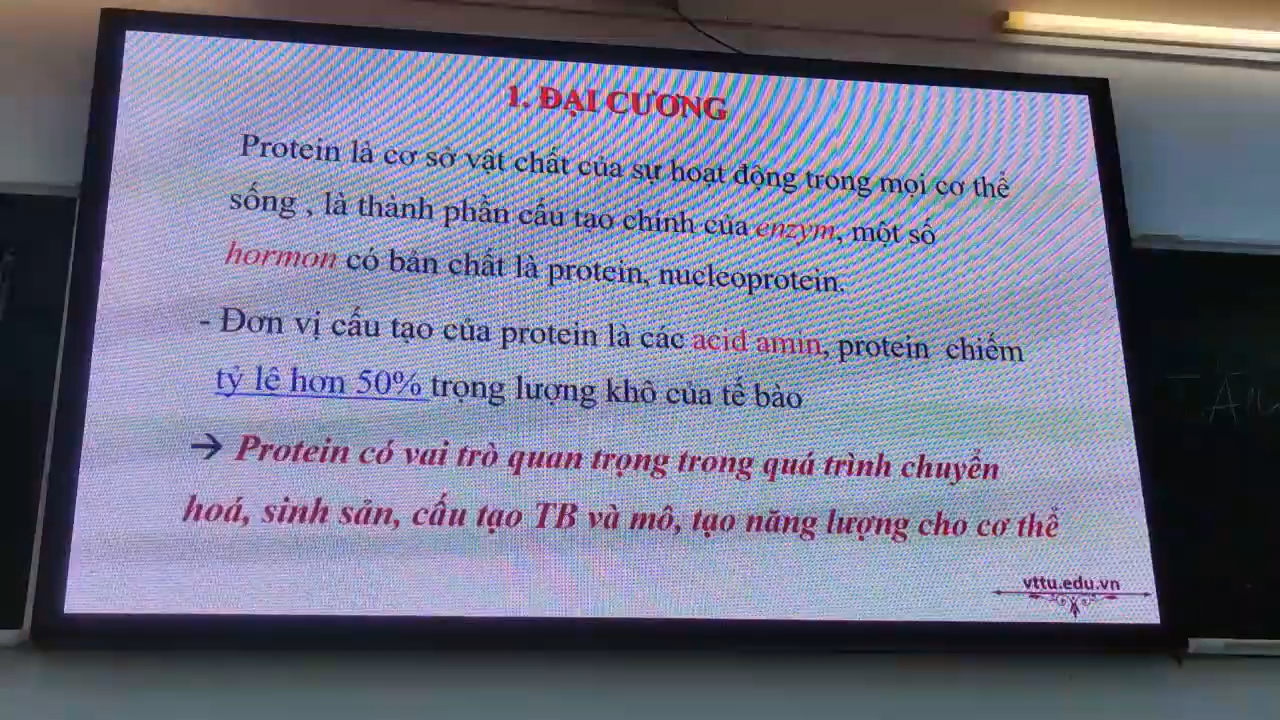 1. ĐẠI CƯƠNG
Protein là cơ sở vật chất của sự hoạt động trong mọi cơ thể
sống , là thành phần cấu tạo chính của enzym, một số
hormon có bản chất là protein, nucleoprotein.
- Đơn vị cấu tạo của protein là các acid amin, protein chiếm
tỷ lê hơn 50% trọng lượng khô của tế bào
→ Protein có vai trò quan trọng trong quá trình chuyển
hoá, sinh sản, cấu tạo TB và mô, tạo năng lượng cho cơ thể
vttu.edu.vn